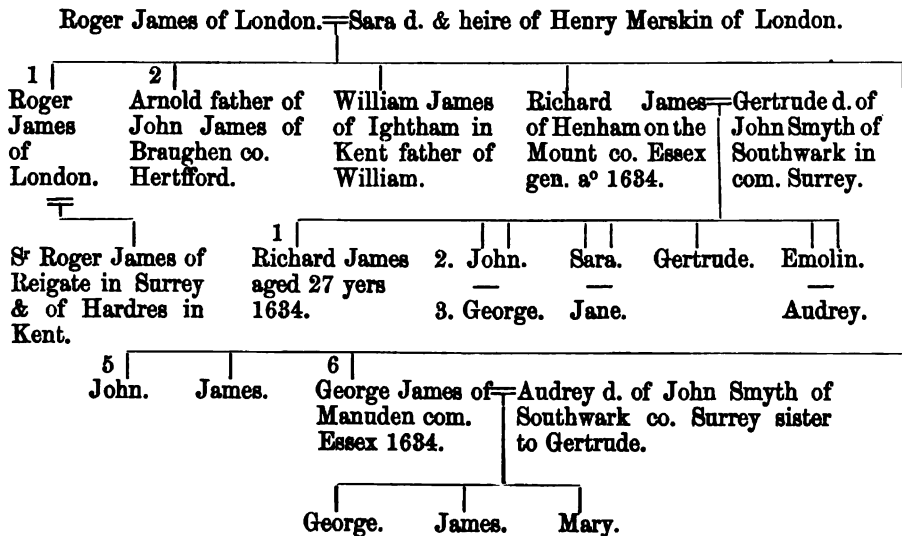 Roger James of London.=Sara d. & heire of Henry Merskin of London.
1
Roger
James
of
London.
2
Arnold father of
John James of
Braughen co.
Hertfford.
William James
of Ightham in
Kent father of
William.
Richard James=Gertrude d. of
of Henham on the
Mount co. Essex
gen. aº 1634.
John Smyth of
Southwark in
com. Surrey.
Sr Roger James of
Reigate in Surrey
& of Hardres in
Kent.
1
Richard James
aged 27 yers
1634.
2. John.
3. George.
Sara.
Jane.
Gertrude.
Emolin.
Audrey.
5
John.
James.
6
George James of=Audrey d. of John Smyth of
Manuden com.
Essex 1634.
Southwark co. Surrey sister
to Gertrude.
George.
James.
Mary.